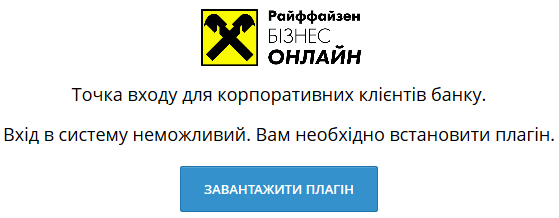 Райффайзен
БІЗНЕС
ОНЛАЙН
Точка входу для корпоративних клієнтів банку.
Вхід в систему неможливий. Вам необхідно встановити плагін.
ЗАВАНТАЖИТИ ПЛАГІН